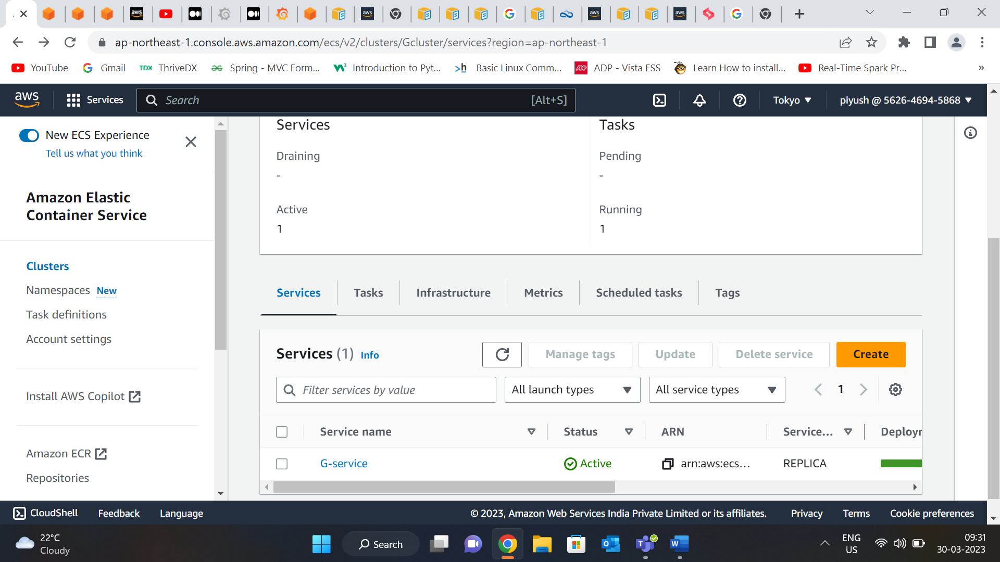 ap-northeast-1.console.aws.amazon.com/ecs/v2/clusters/Gcluster/services?region=ap-northeast-1
YouTube Gmail TDX ThriveDX Spring - MVC Form... Introduction to Pyt... >h Basic Linux Comm... ADP - Vista ESS Learn How to install... Real-Time Spark Pr... »
aws Services Search [Alt+S] Tokyo piyush @ 5626-4694-5868
New ECS Experience
Tell us what you think
Amazon Elastic
Container Service
Clusters
Namespaces New
Task definitions
Account settings
Install AWS Copilot
Amazon ECR
Repositories
Services Tasks
Draining Pending
- -
Active Running
1 1
Services Tasks Infrastructure Metrics Scheduled tasks Tags
Services (1) Info Manage tags Update Delete service Create
Filter services by value All launch types All service types 1
Service name Status ARN Service... Deploy
G-service Active arn:aws:ecs... REPLICA
CloudShell Feedback Language © 2023, Amazon Web Services India Private Limited or its affiliates. Privacy Terms Cookie preferences
22°C
Cloudy
Search
ENG
US
09:31
30-03-2023